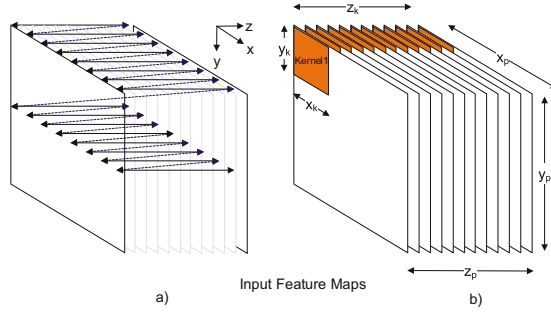 z
x
y
a)
z_k
y_k
Kernel1
x_k
x_p
y_p
z_p
b)
Input Feature Maps